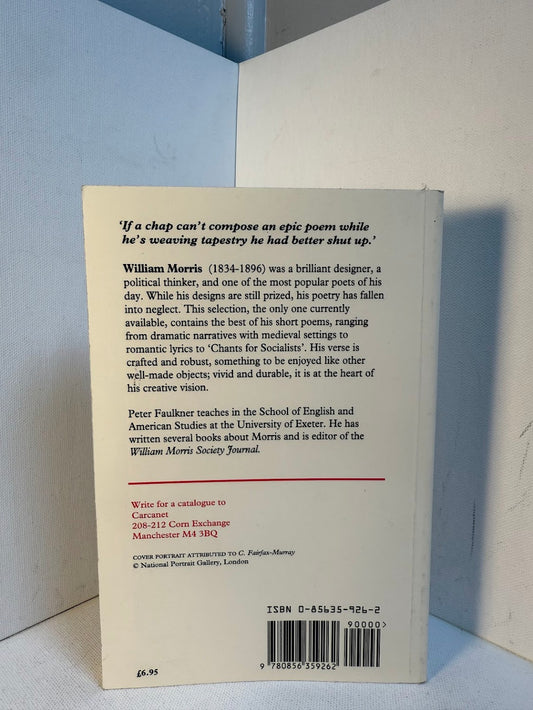 ‘If a chap can’t compose an epic poem while
he’s weaving tapestry he had better shut up.’
William Morris (1834-1896) was a brilliant designer, a
political thinker, and one of the most popular poets of his
day. While his designs are still prized, his poetry has fallen
into neglect. This selection, the only one currently
available, contains the best of his short poems, ranging
from dramatic narratives with medieval settings to
romantic lyrics to ‘Chants for Socialists’. His verse is
crafted and robust, something to be enjoyed like other
well-made objects; vivid and durable, it is at the heart of
his creative vision.
Peter Faulkner teaches in the School of English and
American Studies at the University of Exeter. He has
written several books about Morris and is editor of the
William Morris Society Journal.
Write for a catalogue to
Carcanet
208-212 Corn Exchange
Manchester M4 3BQ
COVER PORTRAIT ATTRIBUTED TO C. Fairfax-Murray
© National Portrait Gallery, London
ISBN 0-85635-926-2
90000>
9 780856 359262
£6.95